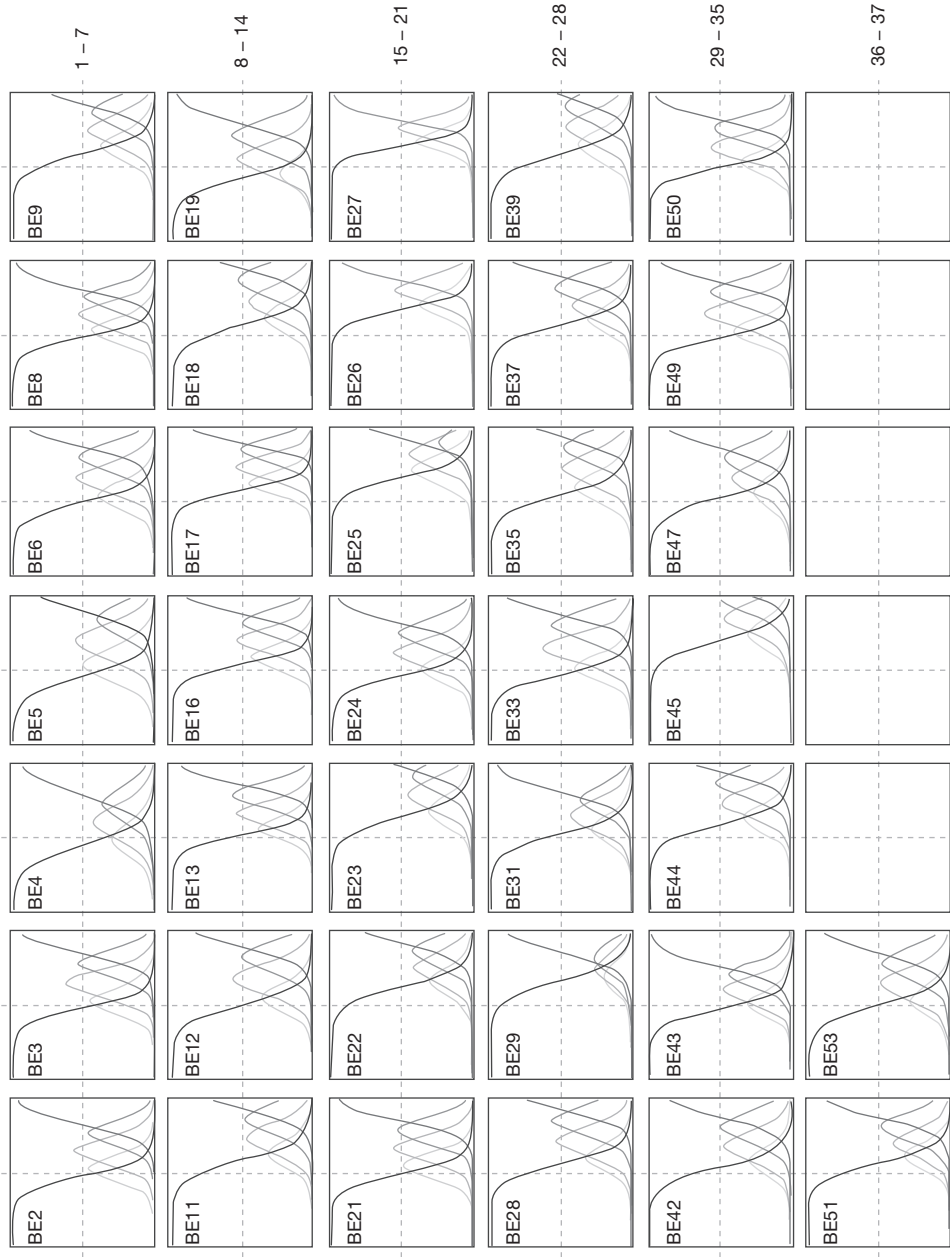 BE2 BE3 BE4 BE5 BE6 BE8 BE9 1 – 7
BE11 BE12 BE13 BE16 BE17 BE18 BE19 8 – 14
BE21 BE22 BE23 BE24 BE25 BE26 BE27 15 – 21
BE28 BE29 BE31 BE33 BE35 BE37 BE39 22 – 28
BE42 BE43 BE44 BE45 BE47 BE49 BE50 29 – 35
BE51 BE53 36 – 37